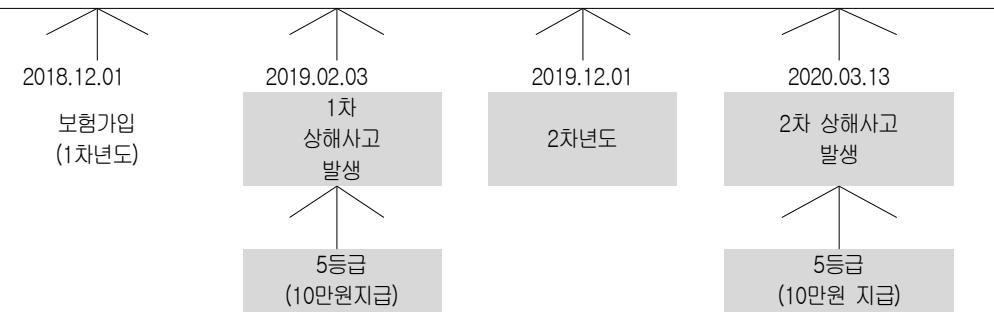 2018.12.01
보험가입
(1차년도)
2019.02.03
1차
상해사고
발생
5등급
(10만원지급)
2019.12.01
2차년도
2020.03.13
2차 상해사고
발생
5등급
(10만원 지급)